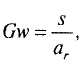 Gw = s/a_r,